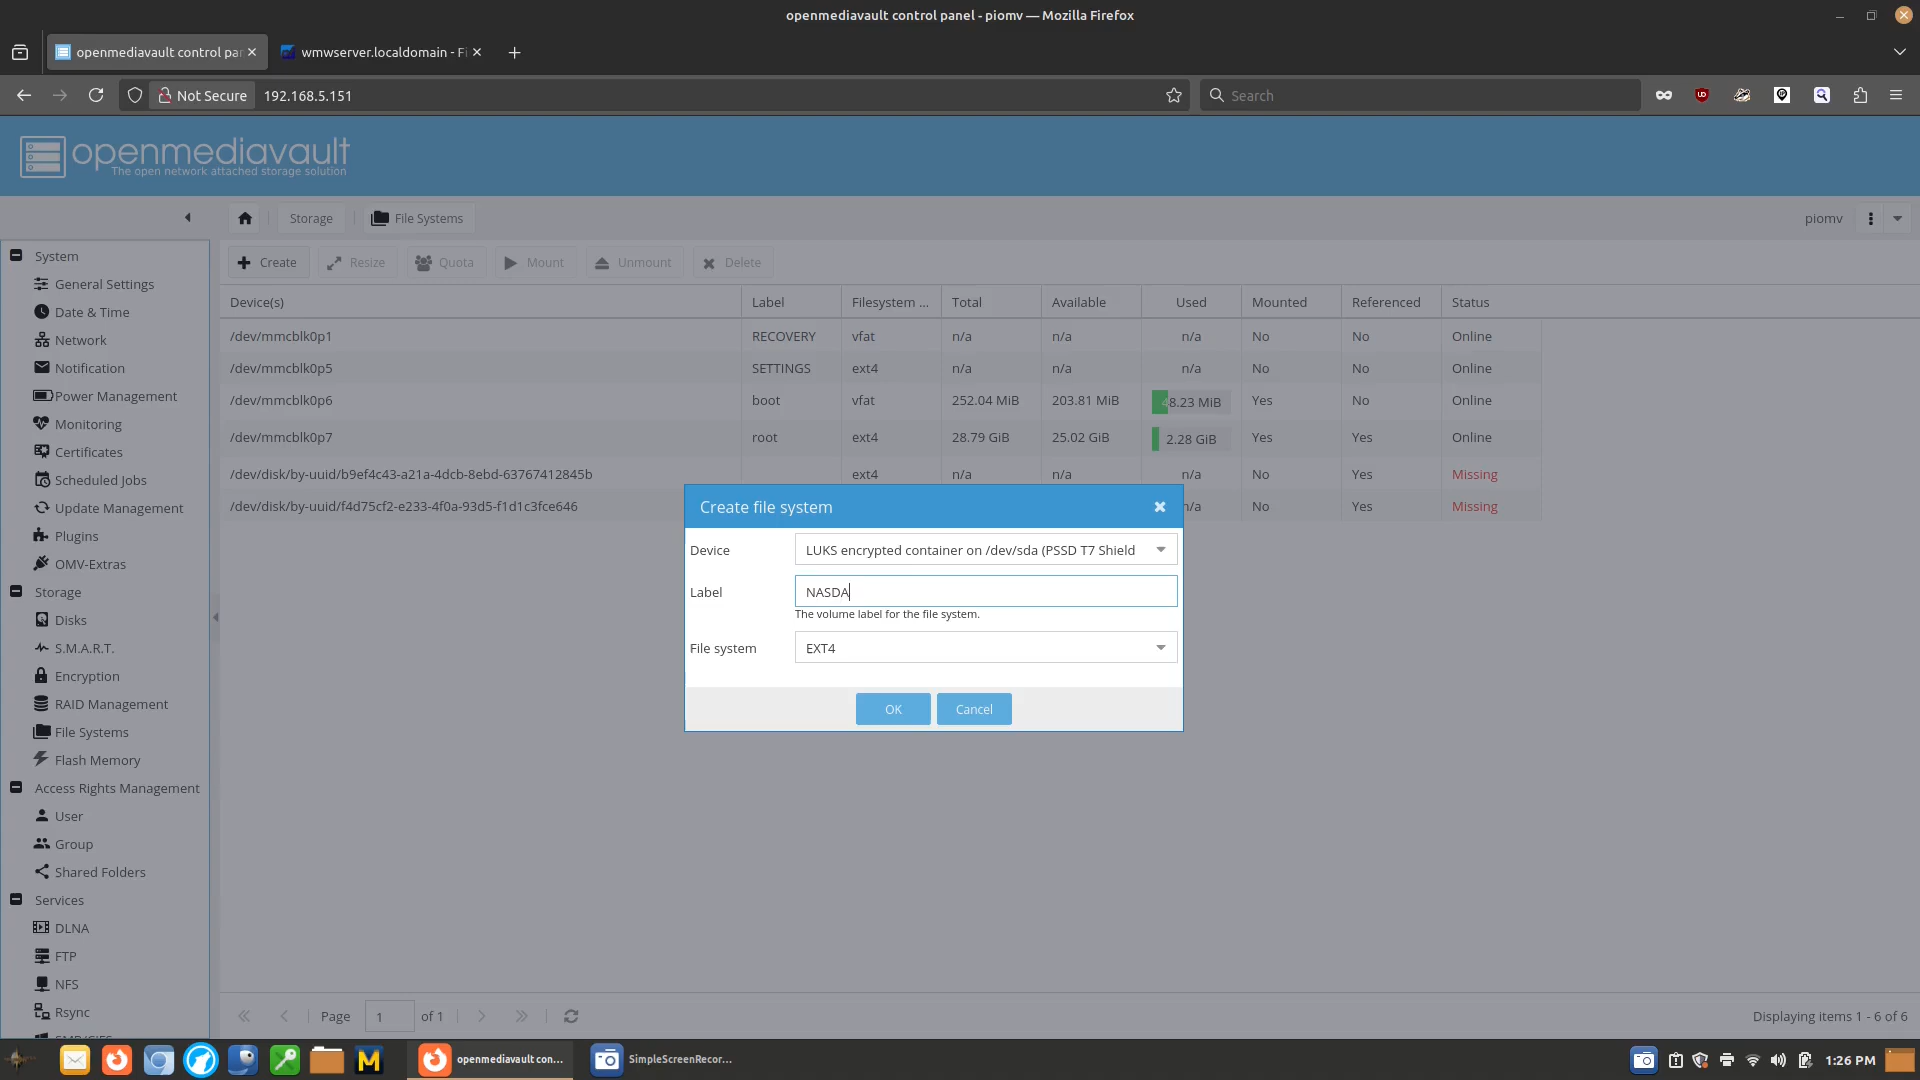 openmediavault control panel - piomv — Mozilla Firefox
openmediavault control pa
wmwserver.localdomain - Fi
Not Secure
192.168.5.151
Search
openmediavault
The open network attached storage solution
Storage
File Systems
piomv
System
General Settings
Date & Time
Network
Notification
Power Management
Monitoring
Certificates
Scheduled Jobs
Update Management
Plugins
OMV-Extras
Storage
Disks
S.M.A.R.T.
Encryption
RAID Management
File Systems
Flash Memory
Access Rights Management
User
Group
Shared Folders
Services
DLNA
FTP
NFS
Rsync
Create
Resize
Quota
Mount
Unmount
Delete
Device(s) Label Filesystem ... Total Available Used Mounted Referenced Status
/dev/mmcblk0p1 RECOVERY vfat n/a n/a n/a No No Online
/dev/mmcblk0p5 SETTINGS ext4 n/a n/a n/a No No Online
/dev/mmcblk0p6 boot vfat 252.04 MiB 203.81 MiB 48.23 MiB Yes No Online
/dev/mmcblk0p7 root ext4 28.79 GiB 25.02 GiB 2.28 GiB Yes Yes Online
/dev/disk/by-uuid/b9ef4c43-a21a-4dcb-8ebd-63767412845b ext4 n/a n/a n/a No Yes Missing
/dev/disk/by-uuid/f4d75cf2-e233-4f0a-93d5-f1d1c3fce646 n/a No Yes Missing
Create file system
Device LUKS encrypted container on /dev/sda (PSSD T7 Shield
Label NASDA
The volume label for the file system.
File system EXT4
OK
Cancel
Page 1 of 1
Displaying items 1 - 6 of 6
openmediavault con...
SimpleScreenRecor...
1:26 PM